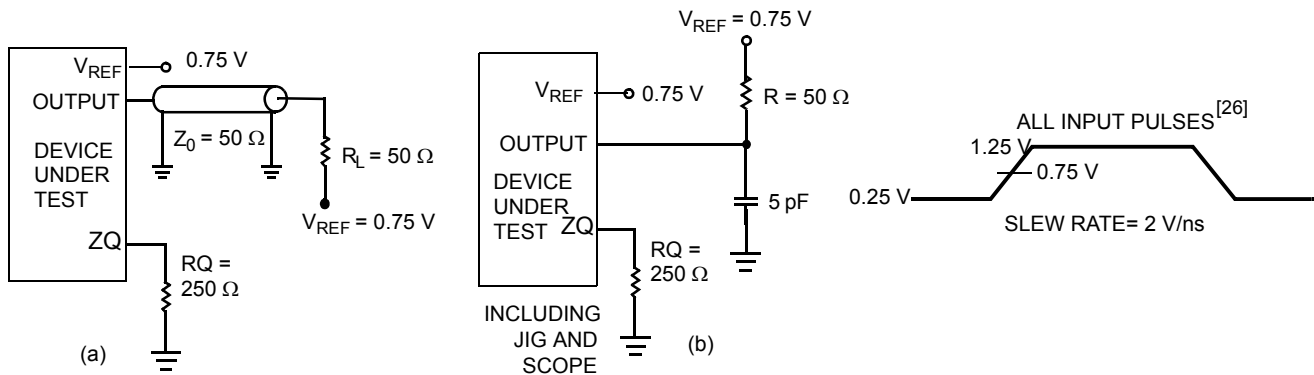 V_REF 0.75 V
OUTPUT
Z_0 = 50 Ω
DEVICE
UNDER
TEST
R_L = 50 Ω
V_REF = 0.75 V
ZQ
RQ =
250 Ω
(a)
V_REF = 0.75 V
R = 50 Ω
V_REF 0.75 V
OUTPUT
DEVICE
UNDER
TEST
ZQ
5 pF
RQ =
250 Ω
INCLUDING
JIG AND
SCOPE
(b)
ALL INPUT PULSES[26]
1.25 V
0.75 V
0.25 V
SLEW RATE= 2 V/ns